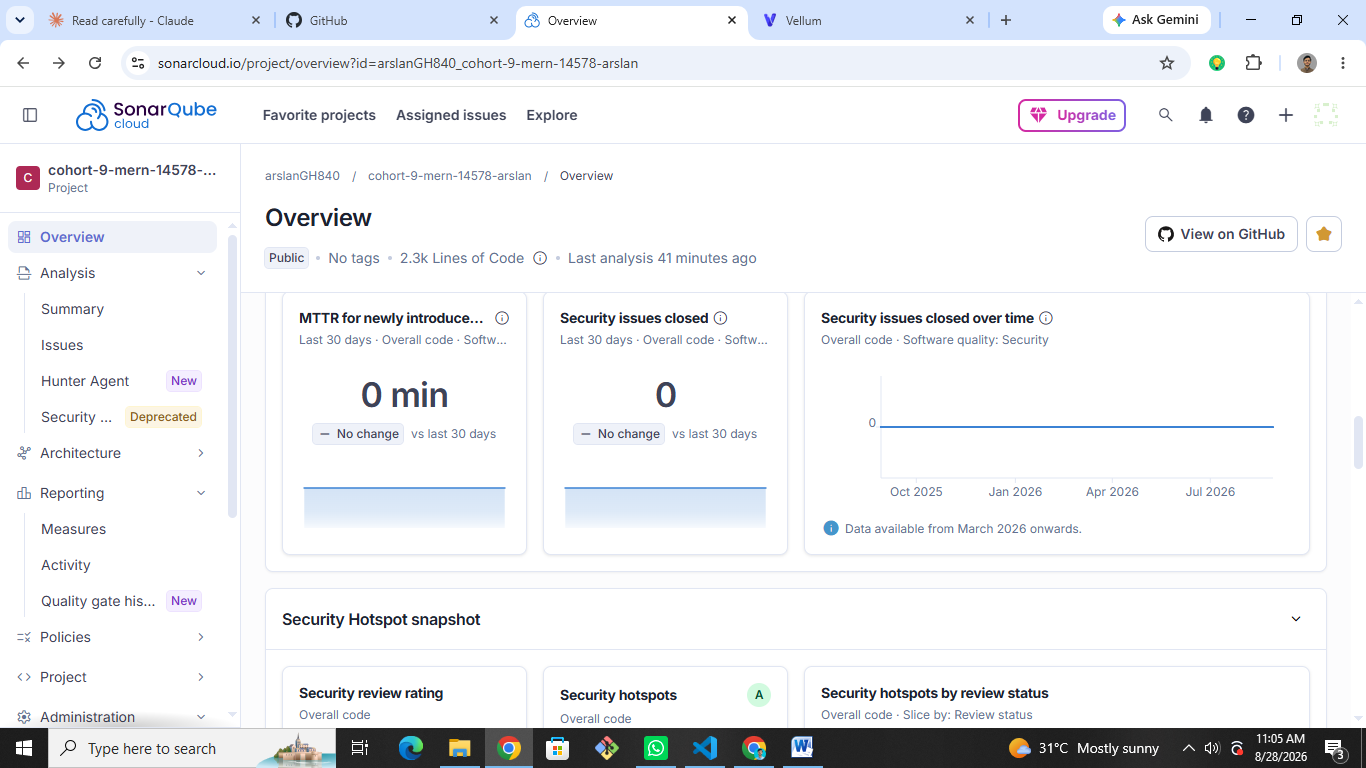 Read carefully - Claude
GitHub
Overview
Vellum
Ask Gemini
sonarcloud.io/project/overview?id=arslanGH840_cohort-9-mern-14578-arslan
SonarQube
cloud
Favorite projects
Assigned issues
Explore
Upgrade
C
cohort-9-mern-14578-...
Project
Overview
Analysis
Summary
Issues
Hunter Agent
New
Security ...
Deprecated
Architecture
Reporting
Measures
Activity
Quality gate his...
New
Policies
Project
Administration
arslanGH840 / cohort-9-mern-14578-arslan / Overview
Overview
Public • No tags • 2.3k Lines of Code • Last analysis 41 minutes ago
View on GitHub
MTTR for newly introduce...
Last 30 days · Overall code · Softw...
0 min
No change vs last 30 days
Security issues closed
Last 30 days · Overall code · Softw...
0
No change vs last 30 days
Security issues closed over time
Overall code · Software quality: Security
0
Oct 2025
Jan 2026
Apr 2026
Jul 2026
Data available from March 2026 onwards.
Security Hotspot snapshot
Security review rating
Overall code
Security hotspots
A
Overall code
Security hotspots by review status
Overall code · Slice by: Review status
Type here to search
31°C Mostly sunny
11:05 AM
8/28/2026
3